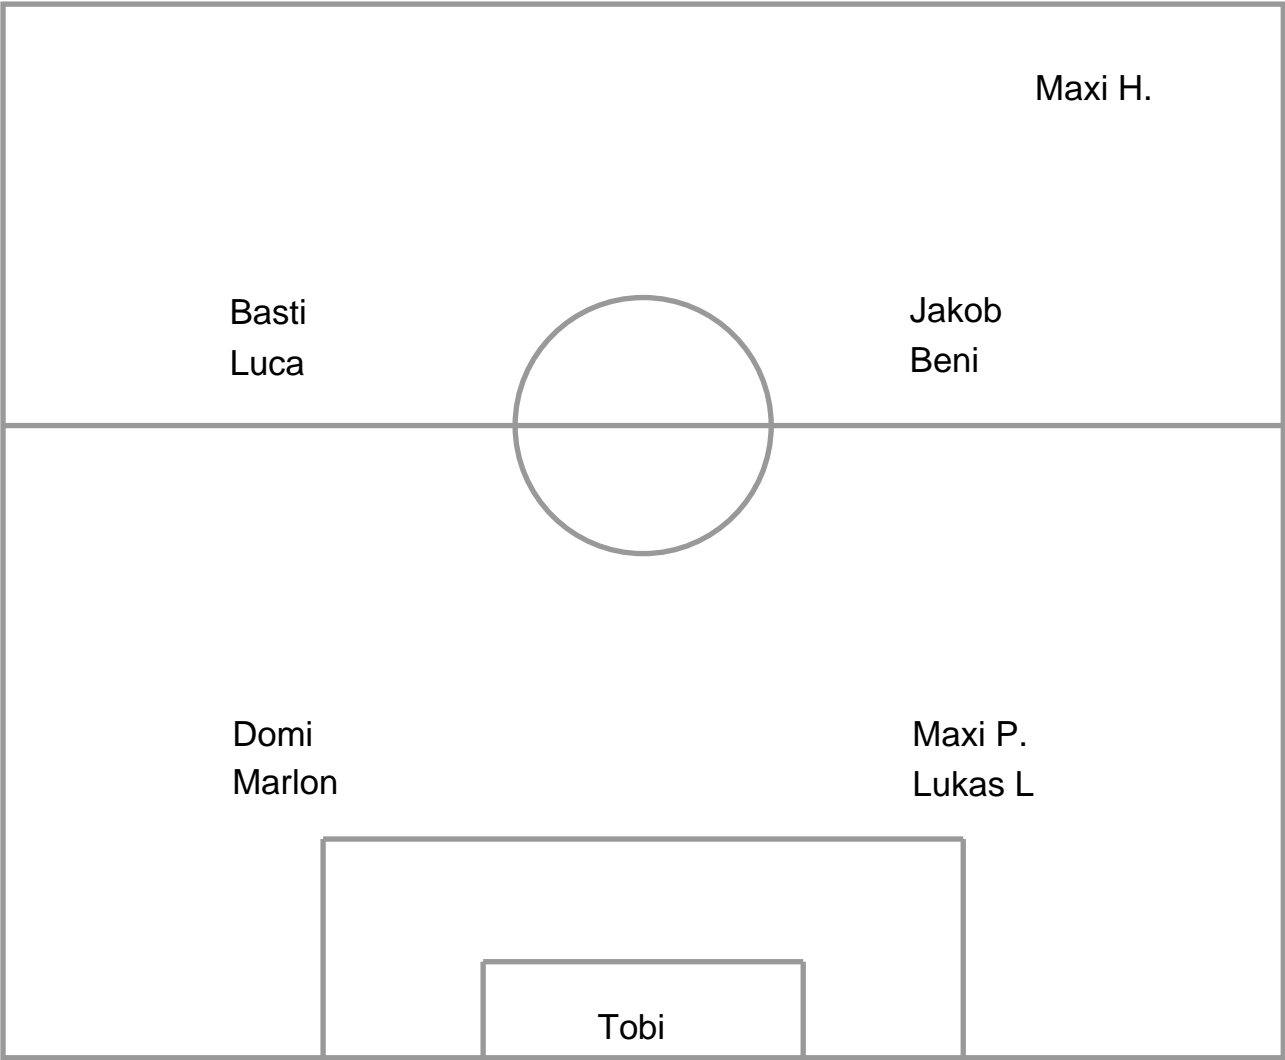 Maxi H.
Basti
Luca
Jakob
Beni
Domi
Marlon
Maxi P.
Lukas L
Tobi